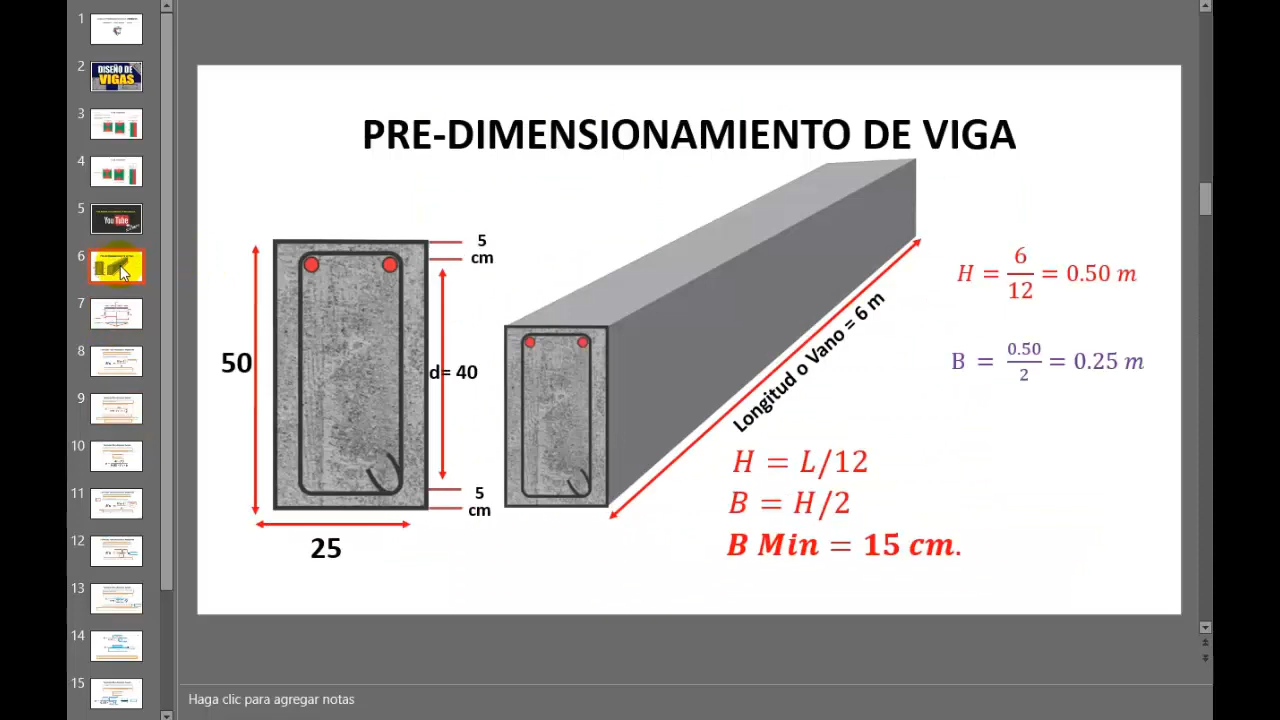 1
2
DISEÑO DE
VIGAS
3
4
5
You Tube
6
7
8
9
10
11
12
13
14
15
PRE-DIMENSIONAMIENTO DE VIGA
5
cm
50
d= 40
5
cm
25
Longitud o Vano = 6 m
H = 6/12 = 0.50 m
B = 0.50/2 = 0.25 m
H = L/12
B = H/2
B Min = 15 cm.
Haga clic para agregar notas